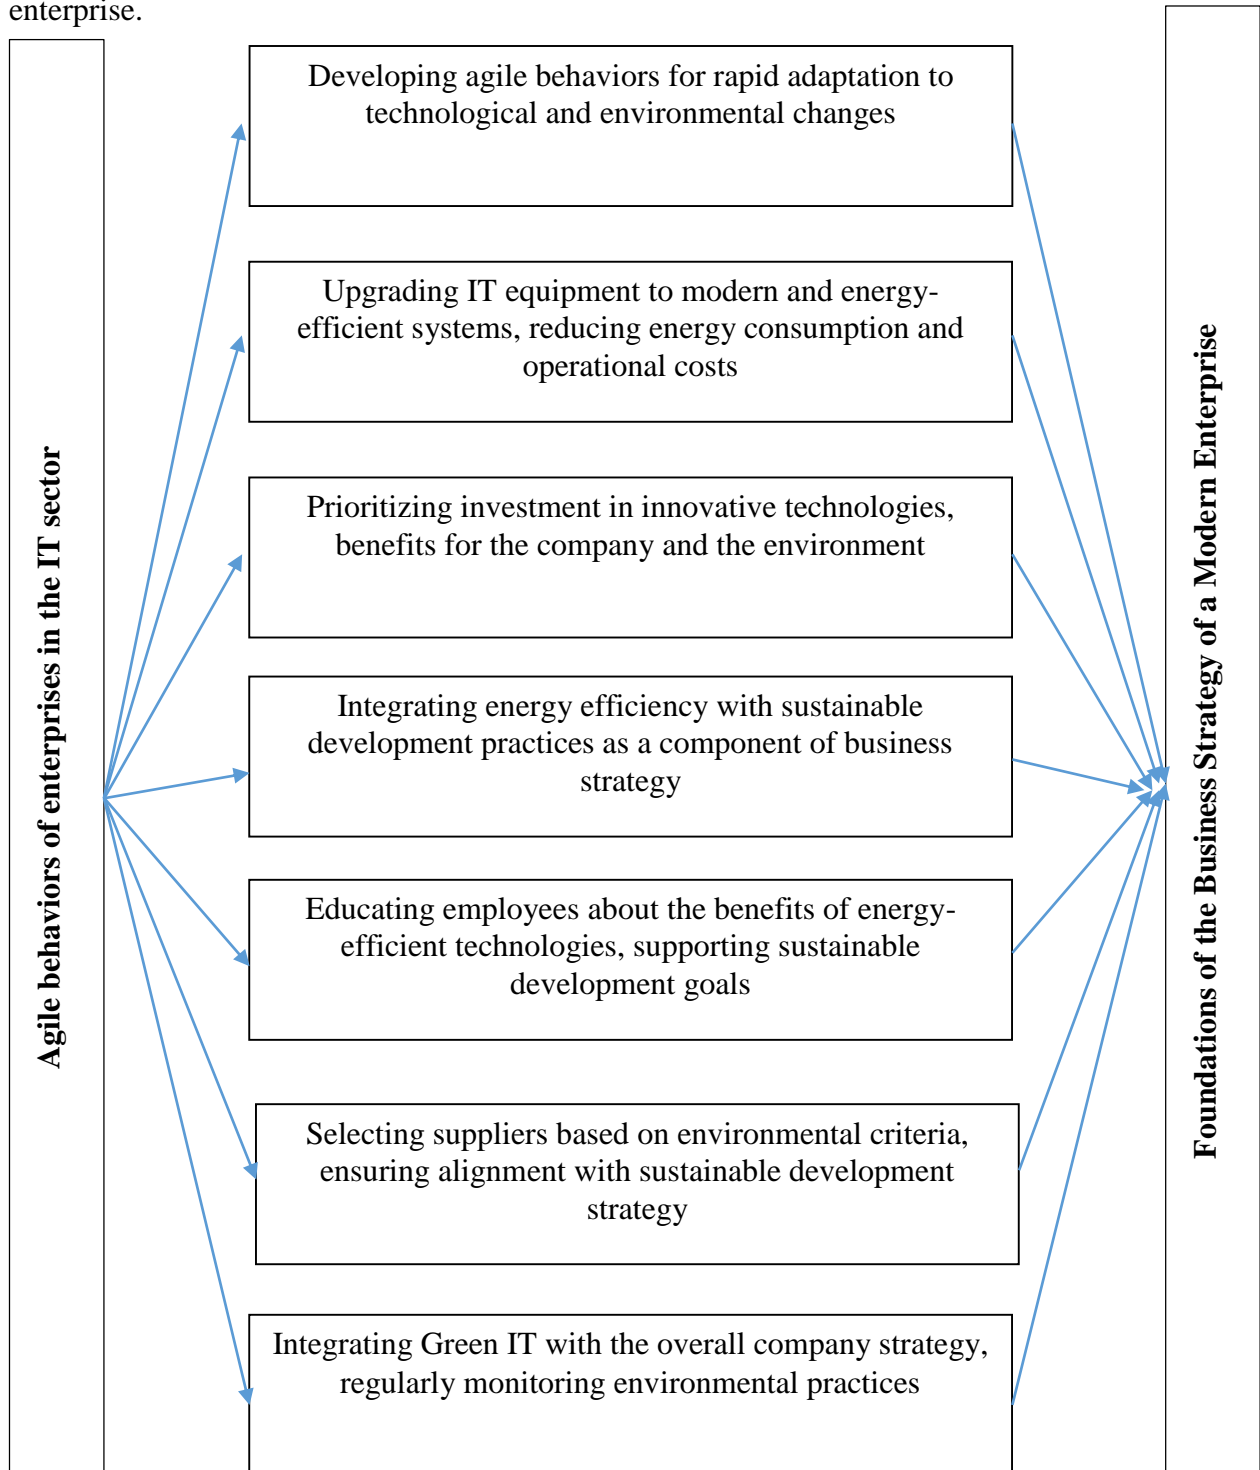 enterprise.
Agile behaviors of enterprises in the IT sector
Developing agile behaviors for rapid adaptation to
technological and environmental changes
Upgrading IT equipment to modern and energy-
efficient systems, reducing energy consumption and
operational costs
Prioritizing investment in innovative technologies,
benefits for the company and the environment
Integrating energy efficiency with sustainable
development practices as a component of business
strategy
Educating employees about the benefits of energy-
efficient technologies, supporting sustainable
development goals
Selecting suppliers based on environmental criteria,
ensuring alignment with sustainable development
strategy
Integrating Green IT with the overall company strategy,
regularly monitoring environmental practices
Foundations of the Business Strategy of a Modern Enterprise